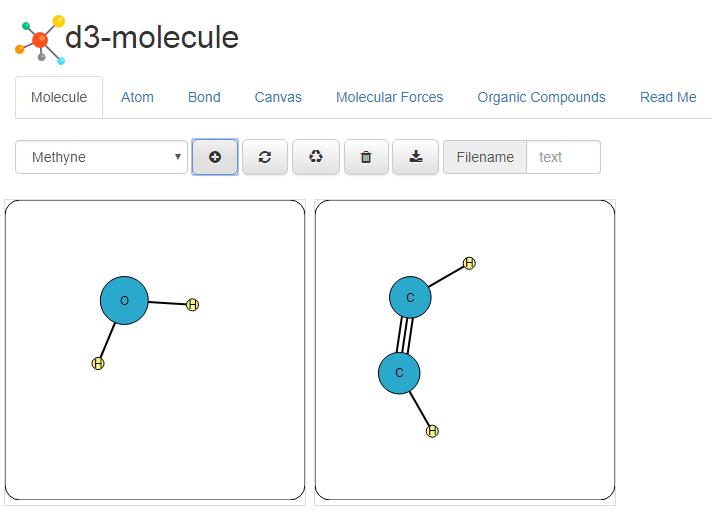 d3-molecule
Molecule Atom Bond Canvas Molecular Forces Organic Compounds Read Me
Methyne Filename text
O H H
C H C H